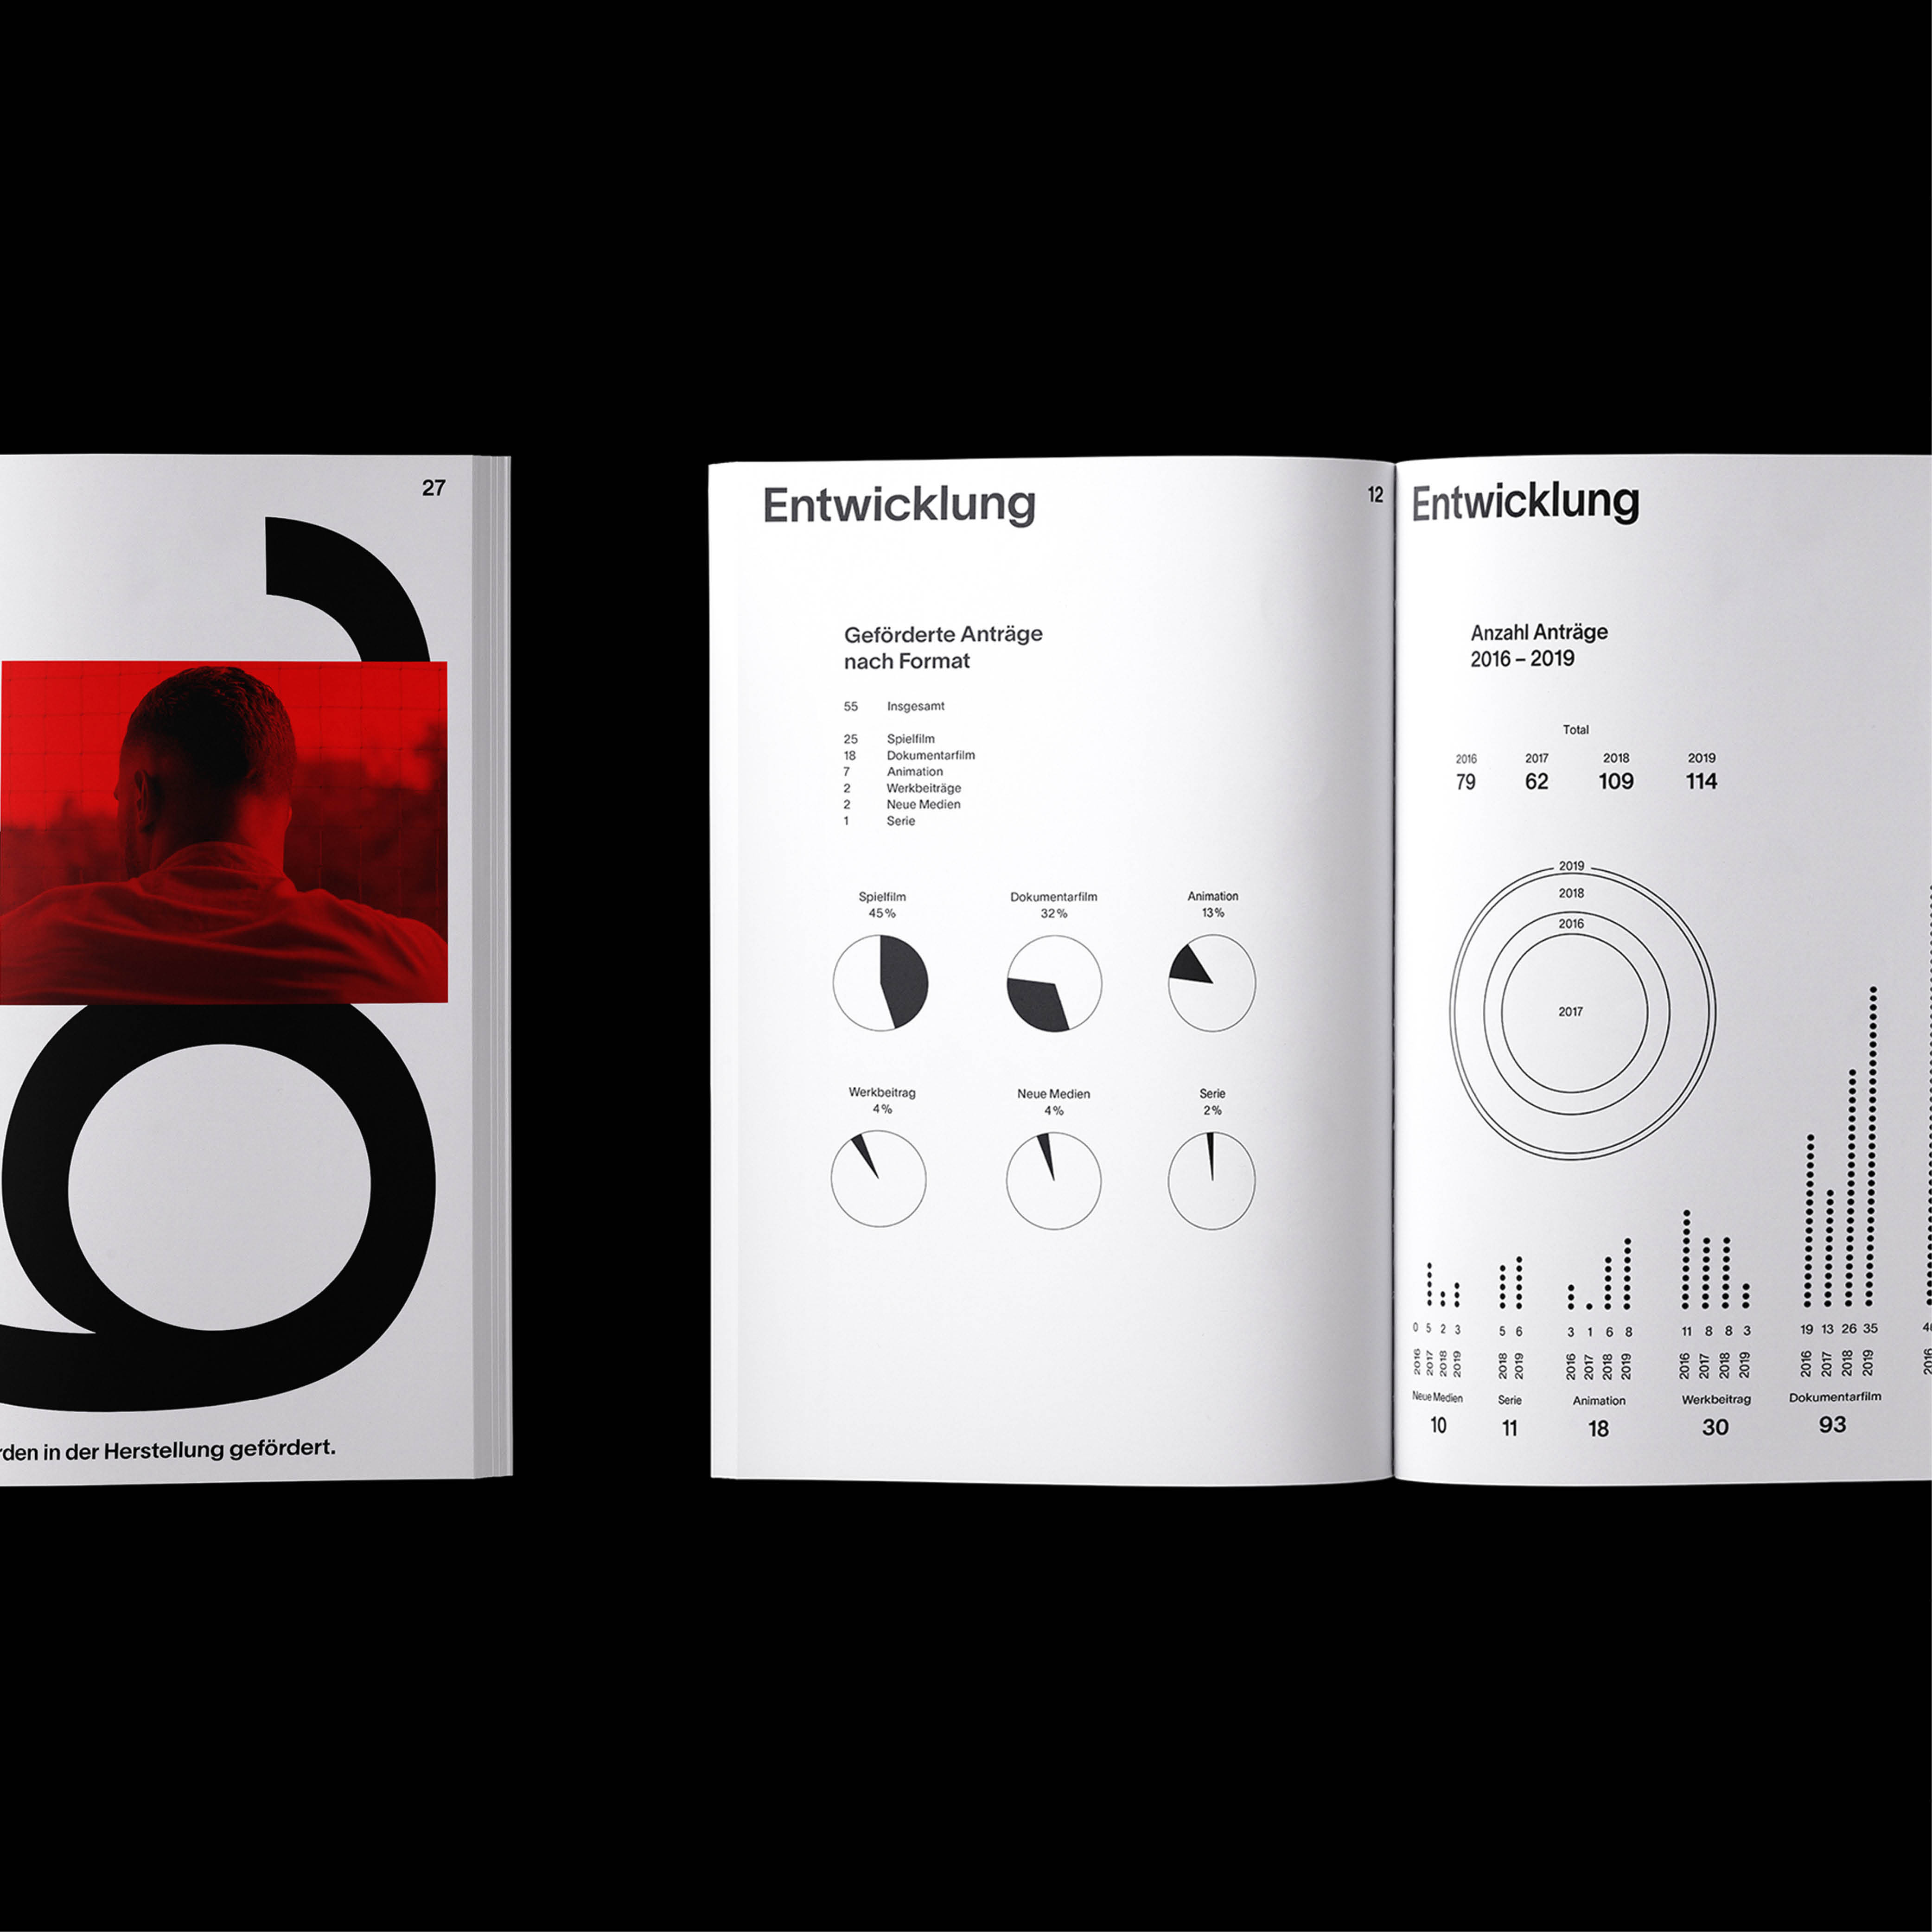 27
in der Herstellung gefördert.
Entwicklung
12
Geförderte Anträge
nach Format
55 Insgesamt
25 Spielfilm
18 Dokumentarfilm
7 Animation
2 Werkbeiträge
2 Neue Medien
1 Serie
Spielfilm Dokumentarfilm Animation
45% 32% 13%
Werkbeitrag Neue Medien Serie
4% 4% 2%
Entwicklung
Anzahl Anträge
2016 – 2019
Total
2016 2017 2018 2019
79 62 109 114
2019
2018
2016
2017
0 5 2 3 5 6 3 1 6 8 11 8 8 3 19 13 26 35
2016 2017 2018 2019 2018 2019 2016 2017 2018 2019 2016 2017 2018 2019 2016 2017 2018 2019 2016
Neue Medien Serie Animation Werkbeitrag Dokumentarfilm
10 11 18 30 93